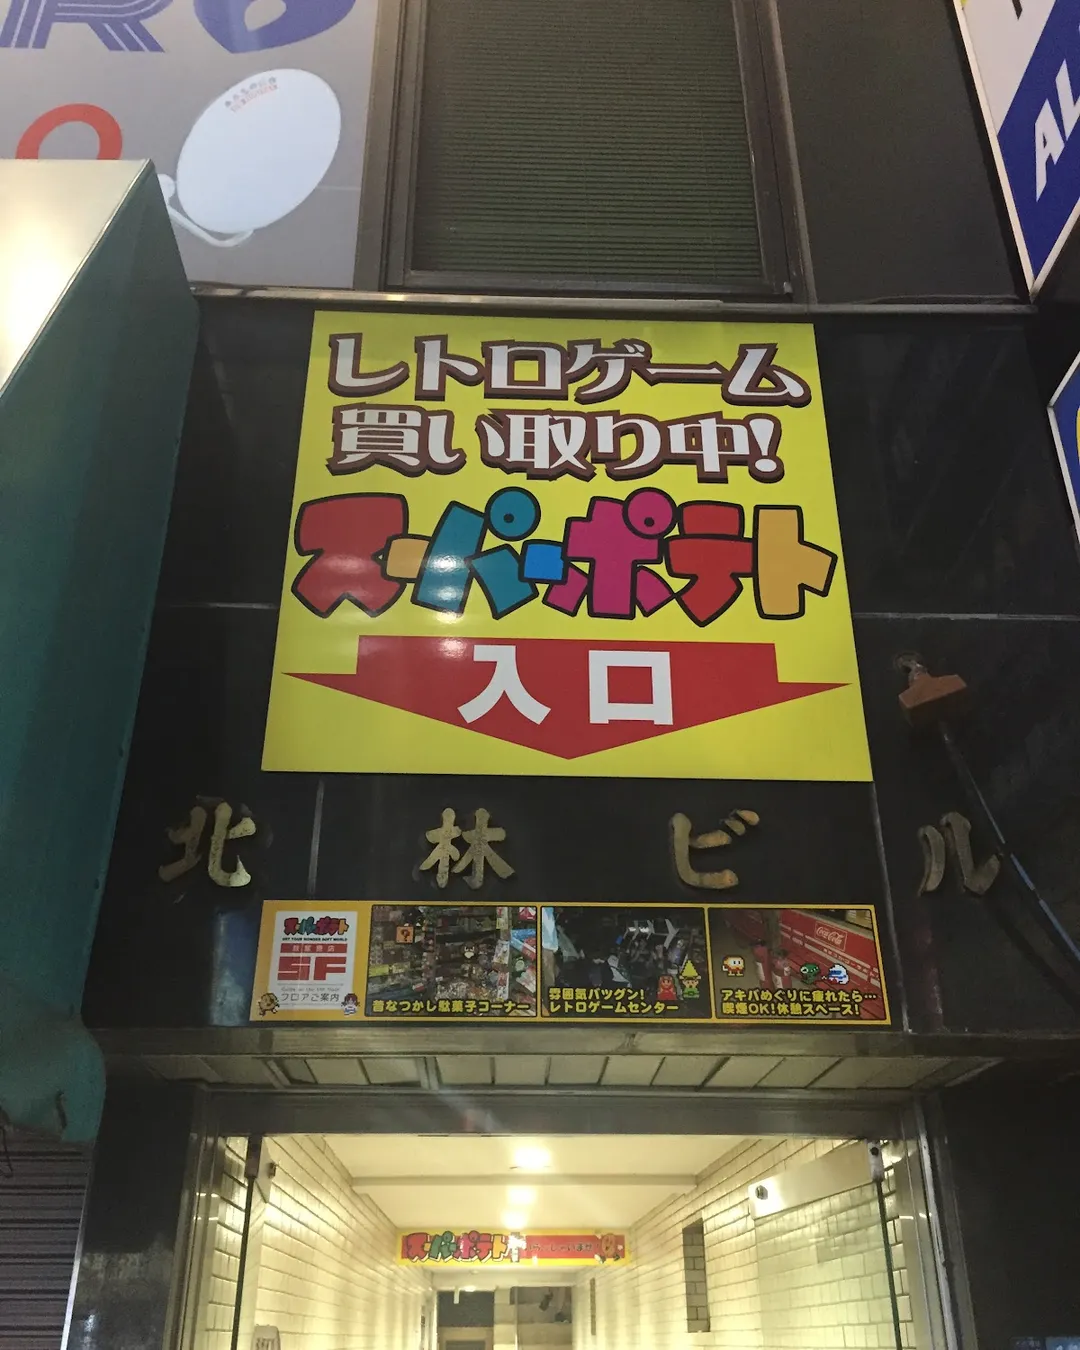 AL
レトロゲーム
買い取り中!
スーパーポテト
入口
北林ビル
スーパーポテト
5F
フロアご案内
昔なつかし駄菓子コーナー
雰囲気バツグン!
レトロゲームセンター
Coca-Cola
アキバめぐりに疲れたら…
喫煙OK!休憩スペース!
スーパーポテト